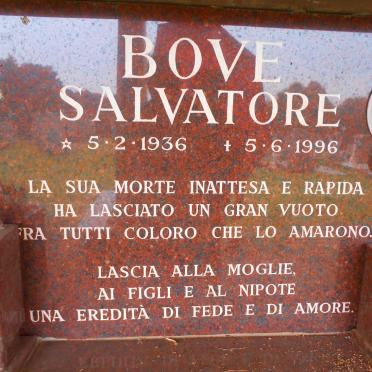 BOVE
SALVATORE
☆ 5·2·1936 ✝ 5·6·1996
LA SUA MORTE INATTESA E RAPIDA
HA LASCIATO UN GRAN VUOTO
FRA TUTTI COLORO CHE LO AMARONO.
LASCIA ALLA MOGLIE,
AI FIGLI E AL NIPOTE
UNA EREDITÀ DI FEDE E DI AMORE.